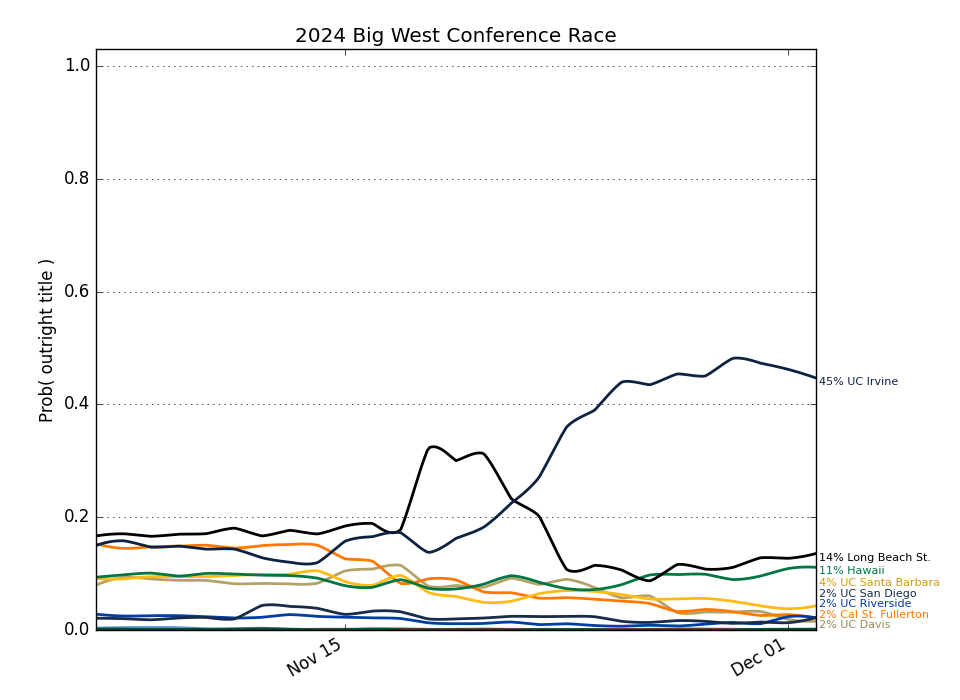 2024 Big West Conference Race
Prob( outright title )
1.0
0.8
0.6
0.4
0.2
0.0
Nov 15
Dec 01
45% UC Irvine
14% Long Beach St.
11% Hawaii
4% UC Santa Barbara
2% UC San Diego
2% UC Riverside
2% Cal St. Fullerton
2% UC Davis